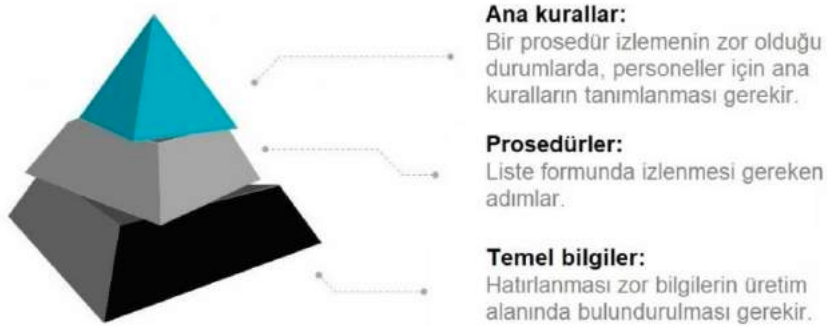 Ana kurallar:
Bir prosedür izlemenin zor olduğu
durumlarda, personeller için ana
kuralların tanımlanması gerekir.
Prosedürler:
Liste formunda izlenmesi gereken
adımlar.
Temel bilgiler:
Hatırlanması zor bilgilerin üretim
alanında bulundurulması gerekir.